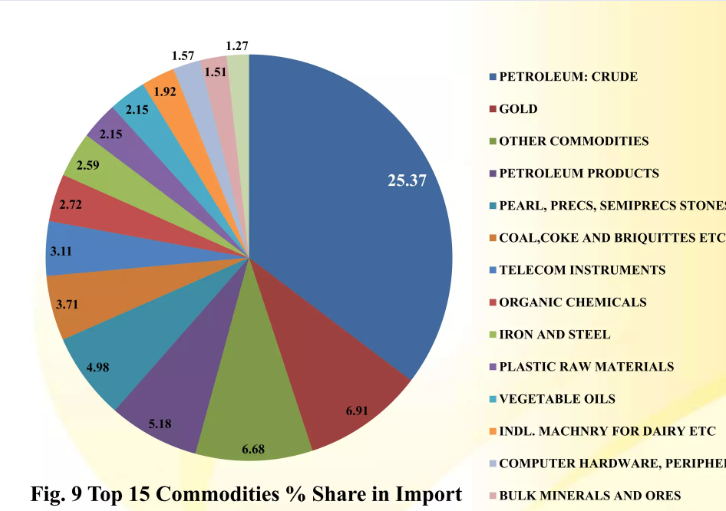 1.27
1.57
1.51
1.92
2.15
2.15
2.59
2.72
3.11
3.71
4.98
5.18
6.68
6.91
25.37
PETROLEUM: CRUDE
GOLD
OTHER COMMODITIES
PETROLEUM PRODUCTS
PEARL, PRECS, SEMIPRECS STONES
COAL,COKE AND BRIQUITTES ETC
TELECOM INSTRUMENTS
ORGANIC CHEMICALS
IRON AND STEEL
PLASTIC RAW MATERIALS
VEGETABLE OILS
INDL. MACHNRY FOR DAIRY ETC
COMPUTER HARDWARE, PERIPHE
BULK MINERALS AND ORES
Fig. 9 Top 15 Commodities % Share in Import